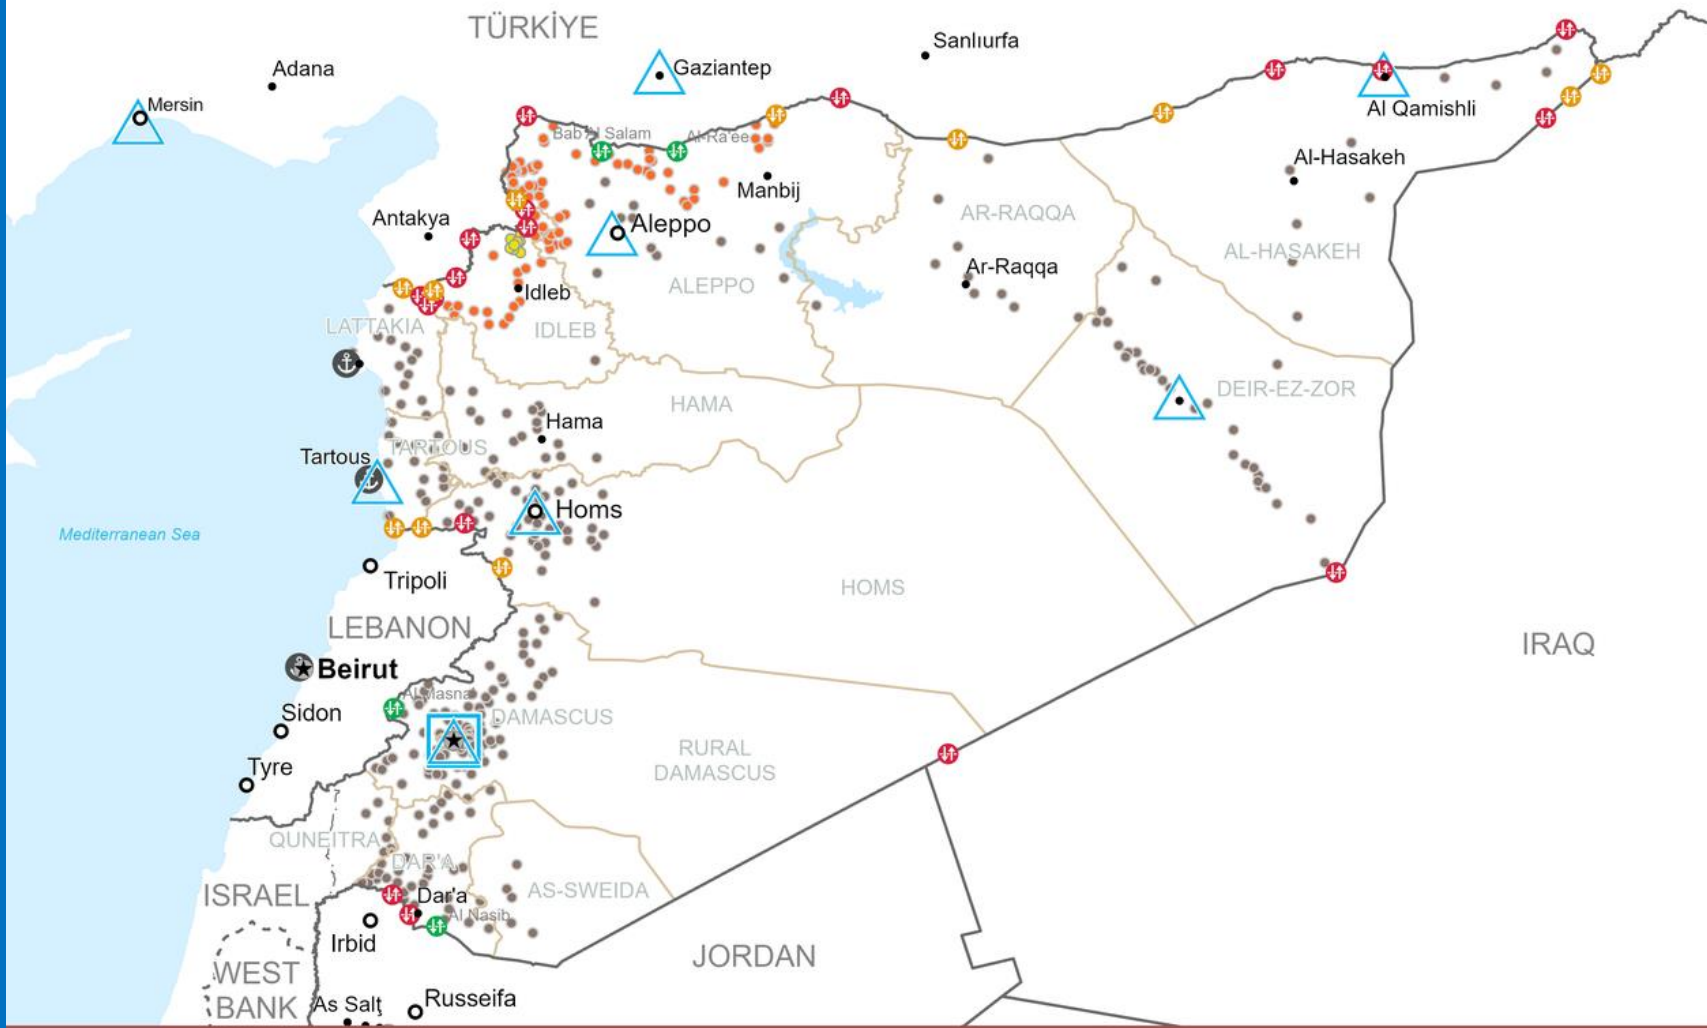 TÜRKİYE
Sanlıurfa
Adana
Gaziantep
Mersin
Al Qamishli
Bab Al Salam
Al-Ra'ee
Al-Hasakeh
Manbij
Antakya
Aleppo
AR-RAQQA
AL-HASAKEH
Ar-Raqqa
ALEPPO
Idleb
LATTAKIA
IDLEB
DEIR-EZ-ZOR
HAMA
Hama
TARTOUS
Tartous
Homs
Mediterranean Sea
Tripoli
HOMS
LEBANON
IRAQ
Beirut
Al Masna
Sidon
DAMASCUS
RURAL
DAMASCUS
Tyre
QUNEITRA
DAR'A
ISRAEL
Dar'a
AS-SWEIDA
Al Nasib
Irbid
JORDAN
WEST
BANK
As Salţ
Russeifa